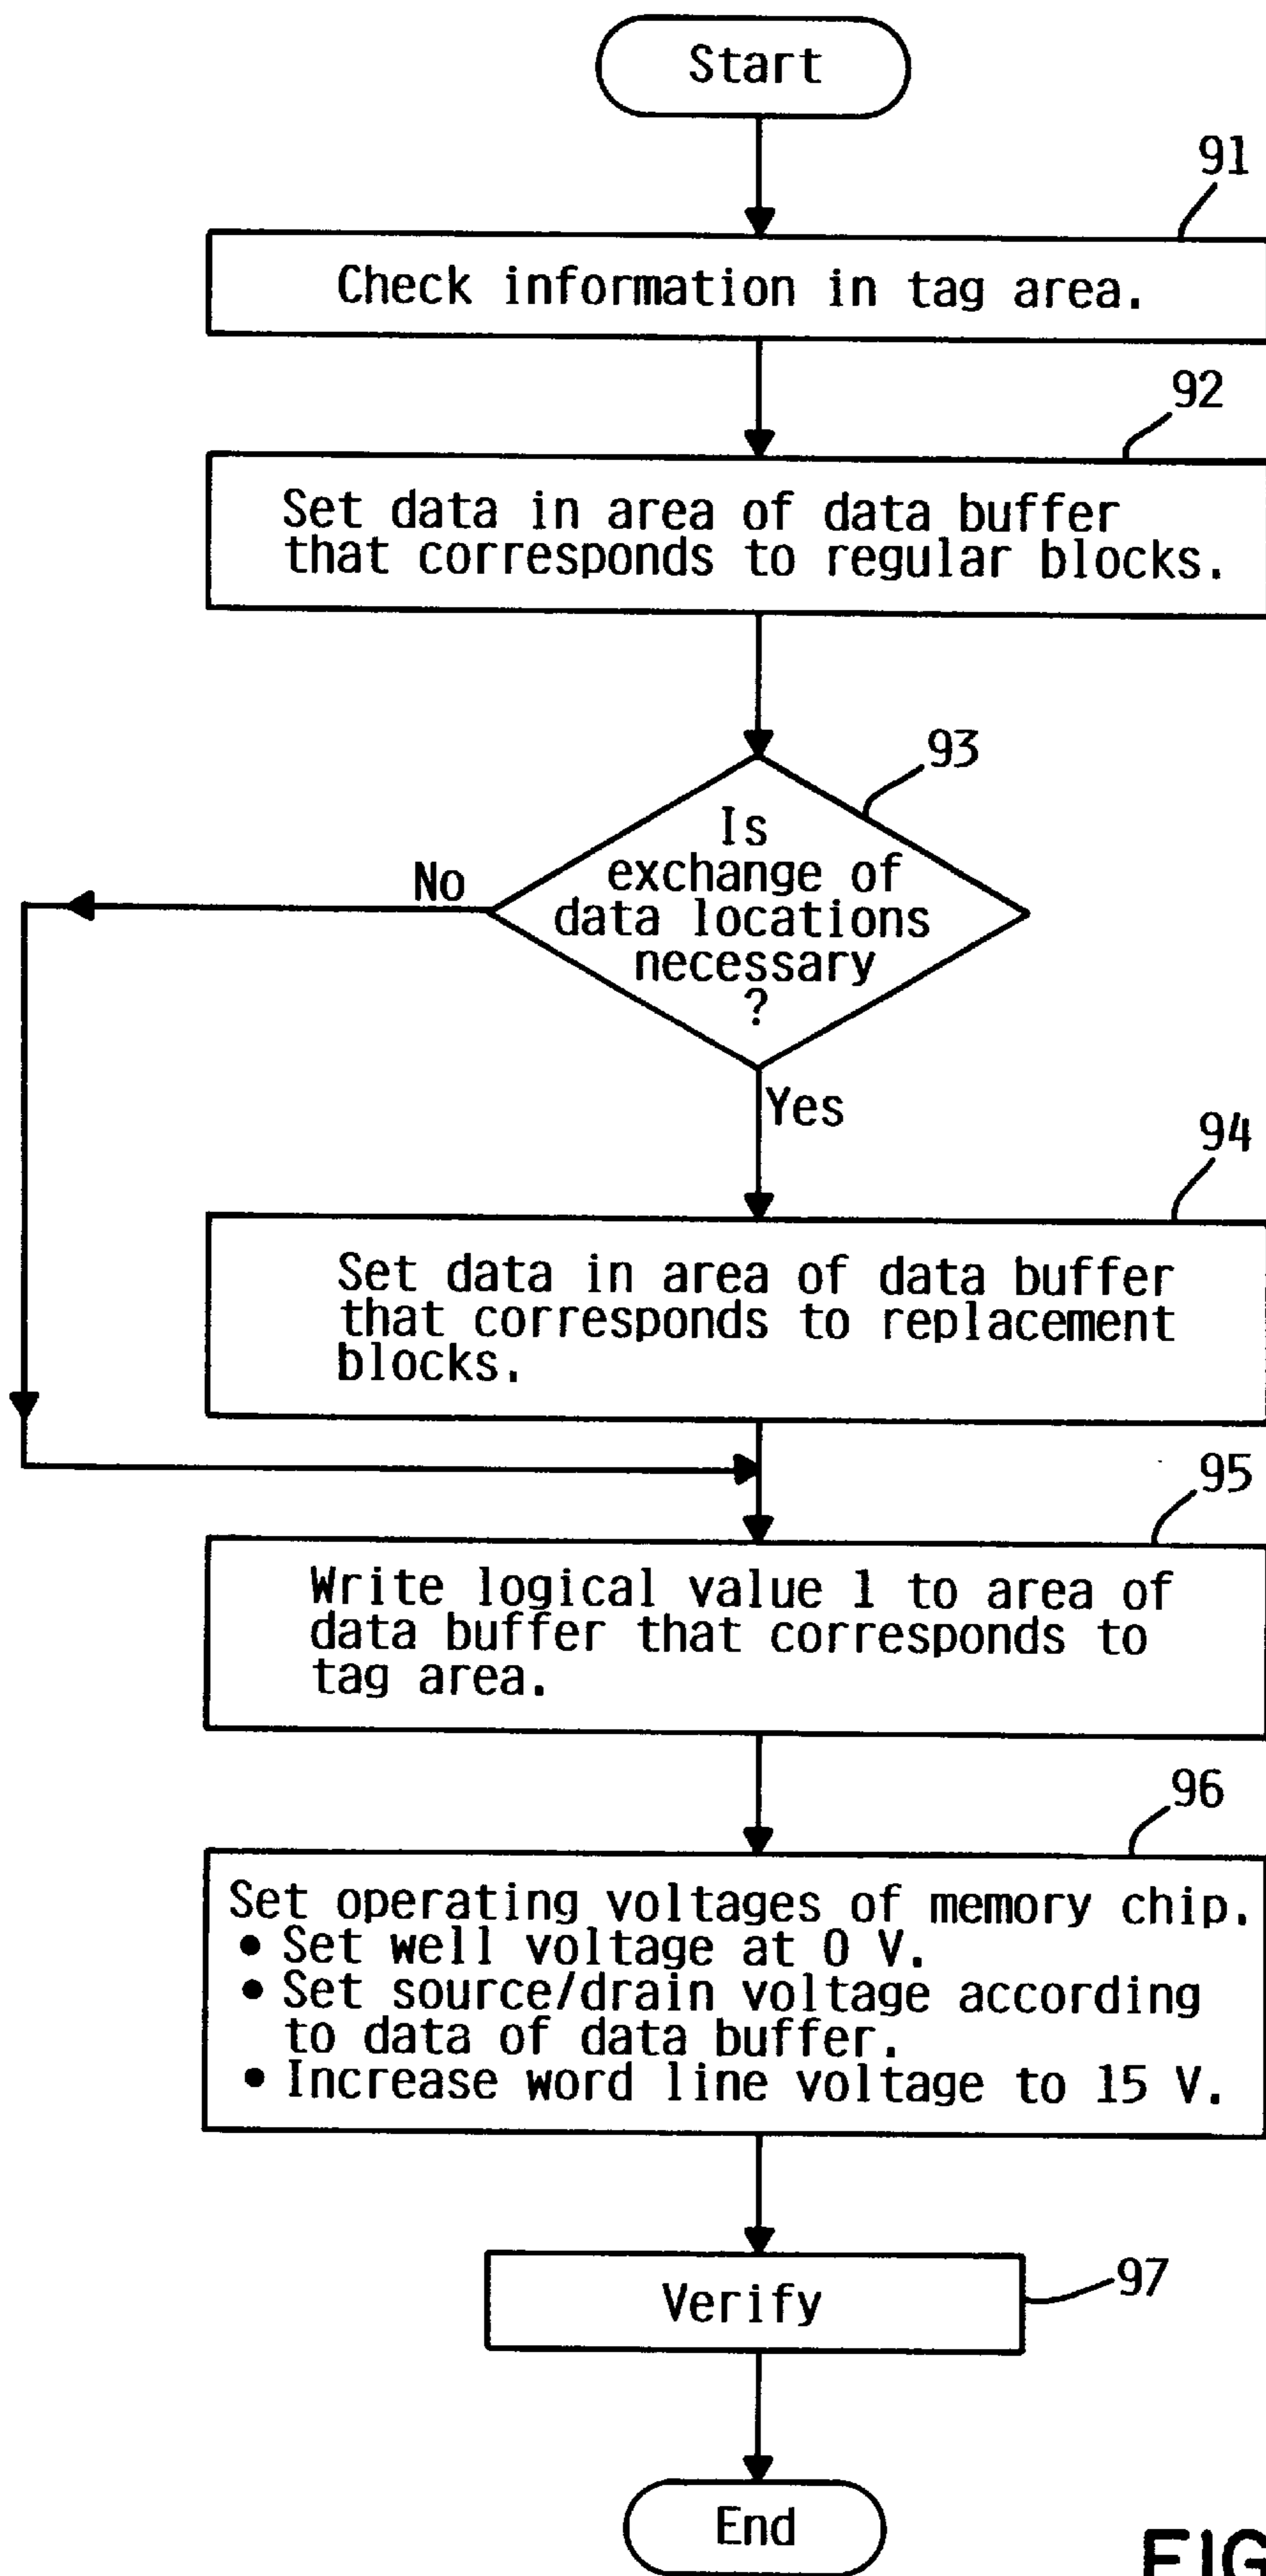 Start
91
Check information in tag area.
92
Set data in area of data buffer
that corresponds to regular blocks.
93
Is
exchange of
data locations
necessary
?
No
Yes
94
Set data in area of data buffer
that corresponds to replacement
blocks.
95
Write logical value 1 to area of
data buffer that corresponds to
tag area.
96
Set operating voltages of memory chip.
• Set well voltage at 0 V.
• Set source/drain voltage according
to data of data buffer.
• Increase word line voltage to 15 V.
Verify
97
End
FIG